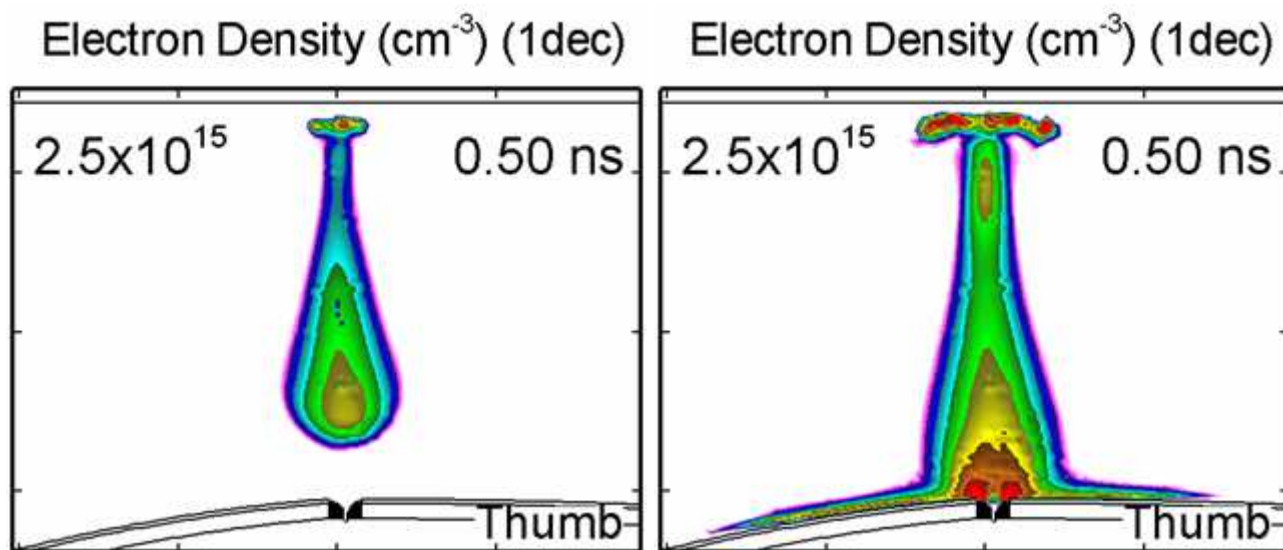 Electron Density (cm⁻³) (1dec)
2.5x10¹⁵ 0.50 ns
Thumb
Electron Density (cm⁻³) (1dec)
2.5x10¹⁵ 0.50 ns
Thumb